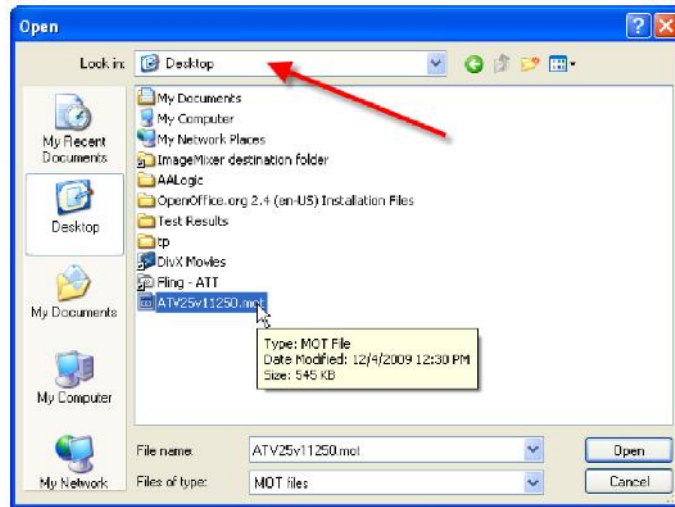 Open
Look in:
Desktop
My Recent
Documents
Desktop
My Documents
My Computer
My Network
My Documents
My Computer
My Network Places
ImageMixer destination folder
AALogic
OpenOffice.org 2.4 (en-US) Installation Files
Test Results
tp
DivX Movies
Fling - ATT
ATV25v11250.mot
Type: MOT File
Date Modified: 12/4/2009 12:30 PM
Size: 545 KB
File name:
ATV25v11250.mot
Open
Files of type:
MOT files
Cancel